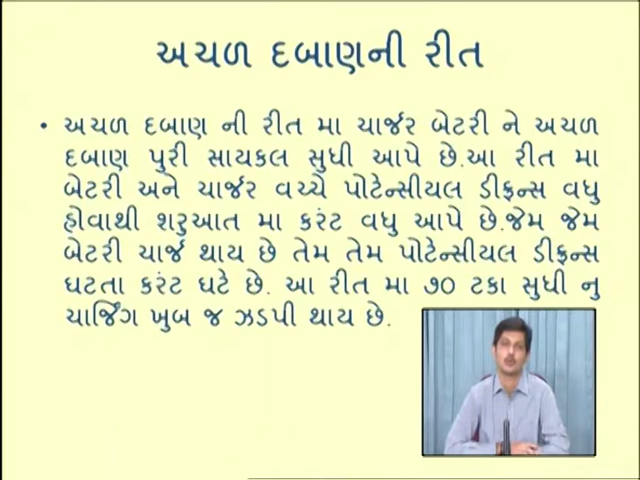 અચળ દબાણની રીત
• અચળ દબાણ ની રીત મા ચાર્જર બેટરી ને અચળ
દબાણ પુરી સાયકલ સુધી આપે છે.આ રીત મા
બેટરી અને ચાર્જર વચ્ચે પોટેન્સીયલ ડીફ્રન્સ વધુ
હોવાથી શરુઆત મા કરંટ વધુ આપે છે.જેમ જેમ
બેટરી ચાર્જ થાય છે તેમ તેમ પોટેન્સીયલ ડીફ્રન્સ
ઘટતા કરંટ ઘટે છે. આ રીત મા ૭૦ ટકા સુધી નુ
ચાર્જિંગ ખુબ જ ઝડપી થાય છે.